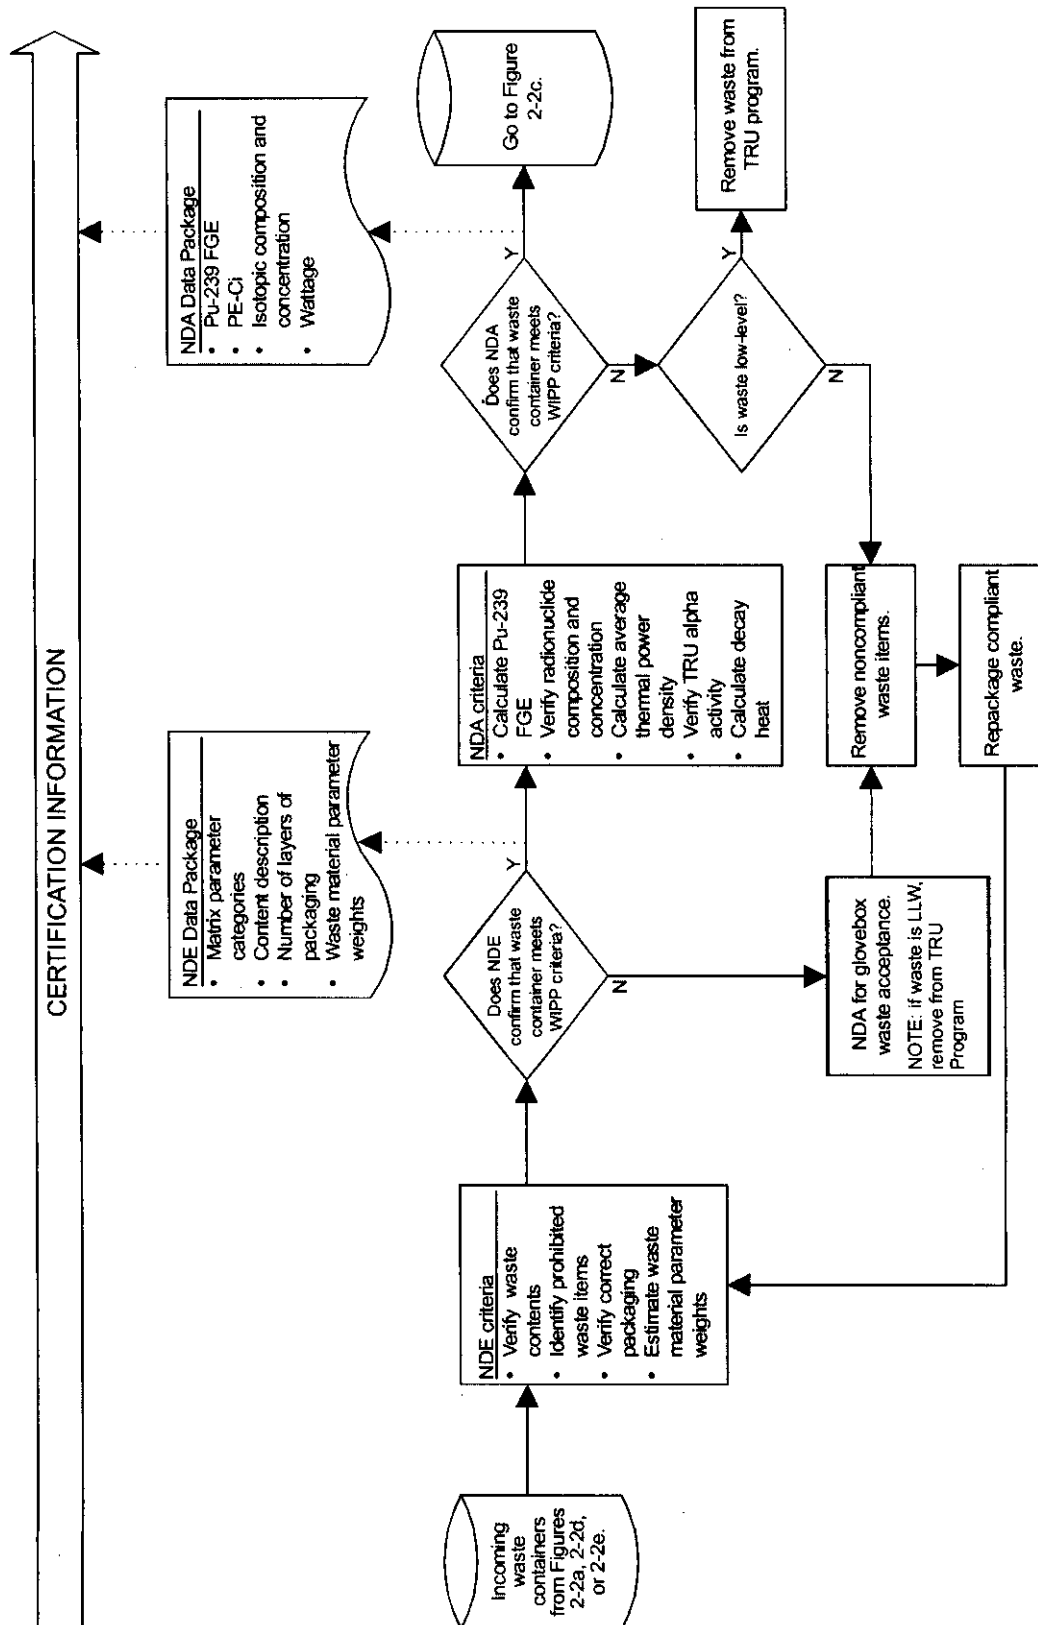 CERTIFICATION INFORMATION
NDE Data Package
• Matrix parameter
categories
• Content description
• Number of layers of
packaging
• Waste material parameter
weights
NDA Data Package
• Pu-239 FGE
• PE-Ci
• Isotopic composition and
concentration
• Wattage
Incoming
waste
containers
from Figures
2-2a, 2-2d,
or 2-2e.
NDE criteria
• Verify waste
contents
• Identify prohibited
waste items
• Verify correct
packaging
• Estimate waste
material parameter
weights
Does NDE
confirm that waste
container meets
WIPP criteria?
Y
N
NDA criteria
• Calculate Pu-239
FGE
• Verify radionuclide
composition and
concentration
• Calculate average
thermal power
density
• Verify TRU alpha
activity
• Calculate decay
heat
Does NDA
confirm that waste
container meets
WIPP criteria?
Y
N
Go to Figure
2-2c.
Is waste low-level?
Y
N
Remove waste from
TRU program.
NDA for glovebox
waste acceptance.
NOTE: if waste is LLW,
remove from TRU
Program
Remove noncompliant
waste items.
Repackage compliant
waste.